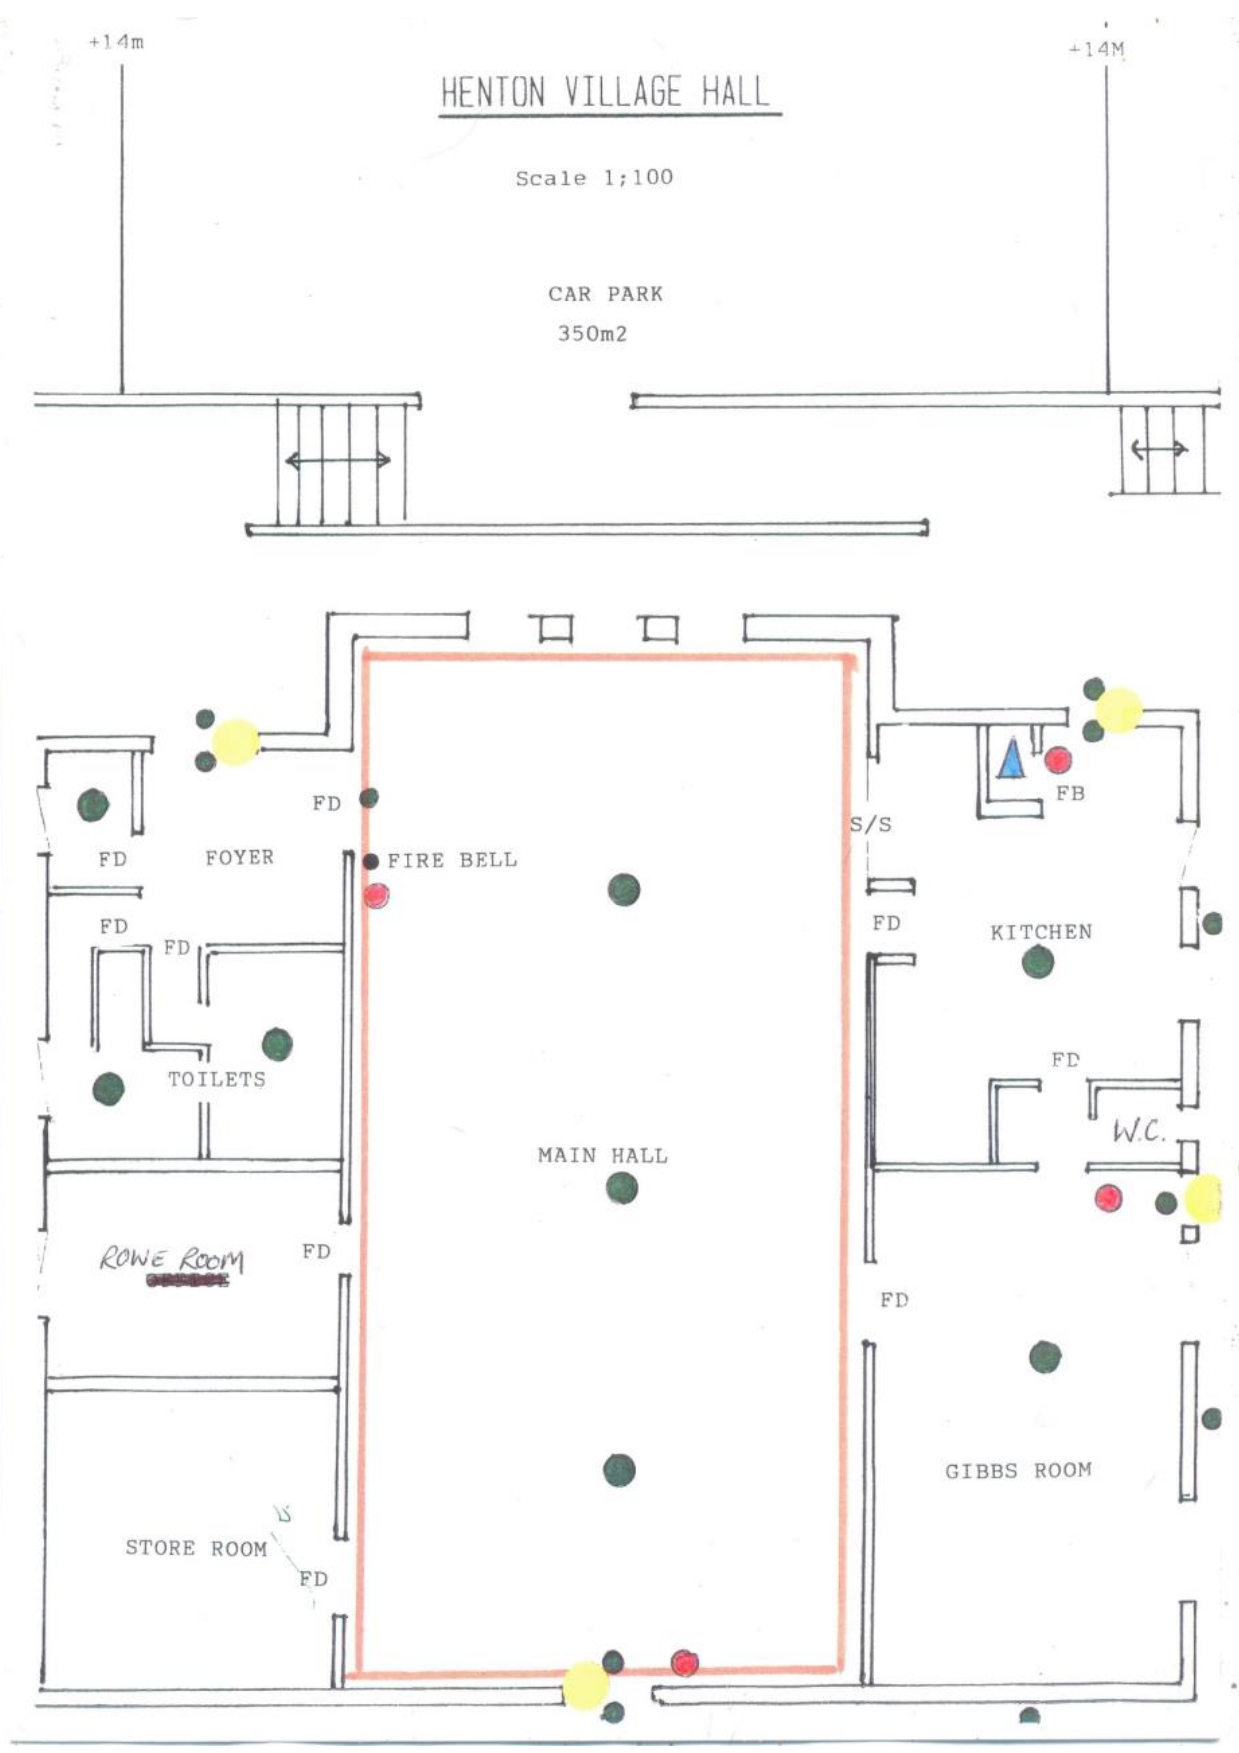 +14m
+14M
HENTON VILLAGE HALL
Scale 1;100
CAR PARK
350m2
FD
S/S
FB
FD
FOYER
FIRE BELL
FD
FD
FD
KITCHEN
FD
TOILETS
W.C.
MAIN HALL
ROWE ROOM
FD
FD
GIBBS ROOM
STORE ROOM
FD